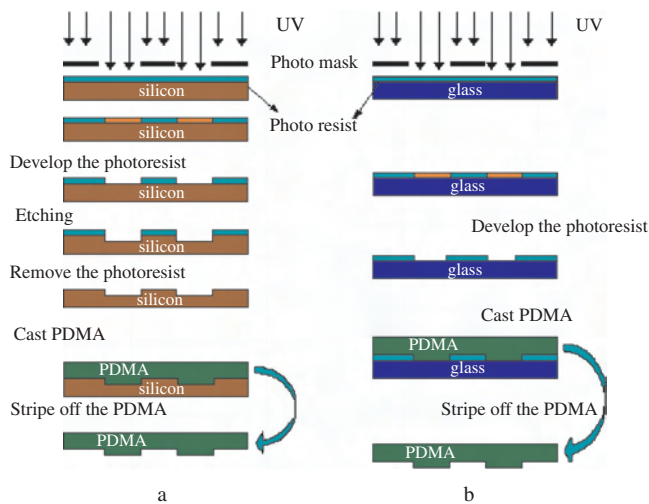 UV
Photo mask
silicon
Photo resist
silicon
Develop the photoresist
silicon
Etching
silicon
Remove the photoresist
silicon
Cast PDMA
PDMA
silicon
Stripe off the PDMA
PDMA
a
UV
glass
glass
Develop the photoresist
glass
Cast PDMA
PDMA
glass
Stripe off the PDMA
PDMA
b